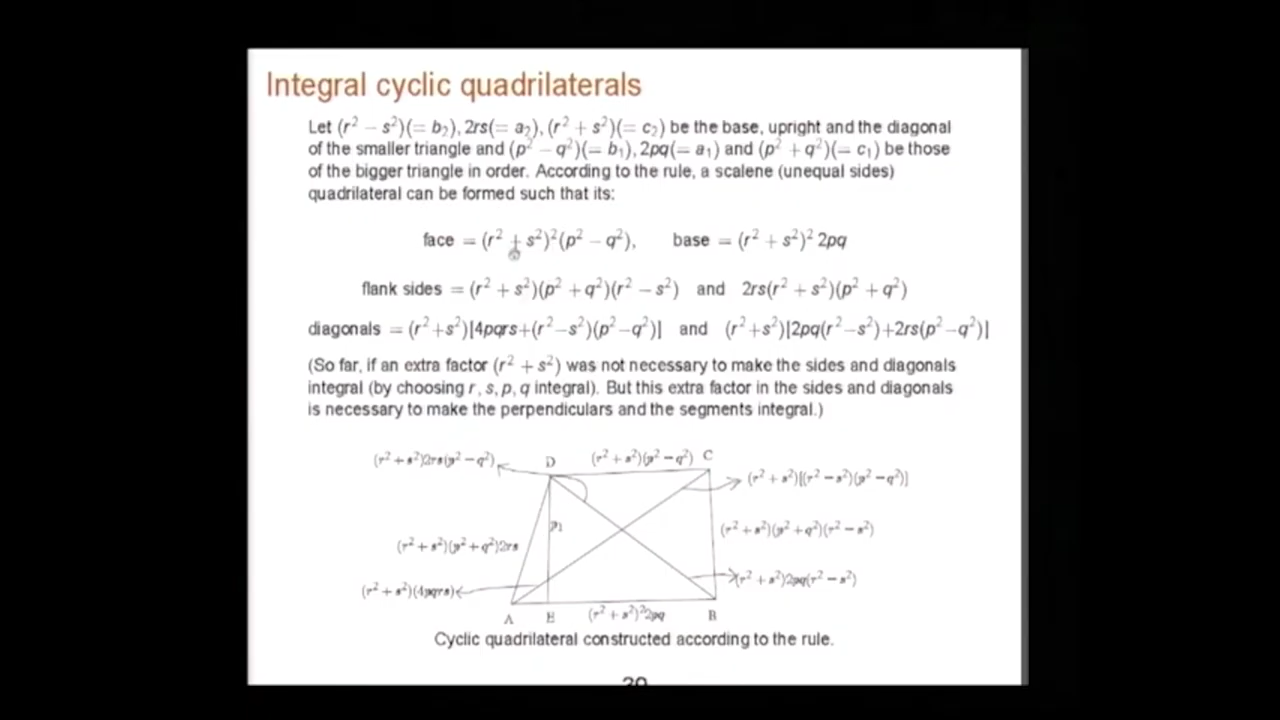 Integral cyclic quadrilaterals
Let (r² − s²)(= b₂), 2rs(= a₂), (r² + s²)(= c₂) be the base, upright and the diagonal
of the smaller triangle and (p² − q²)(= b₁), 2pq(= a₁) and (p² + q²)(= c₁) be those
of the bigger triangle in order. According to the rule, a scalene (unequal sides)
quadrilateral can be formed such that its:
face = (r² + s²)²(p² − q²), base = (r² + s²)² 2pq
flank sides = (r² + s²)(p² + q²)(r² − s²) and 2rs(r² + s²)(p² + q²)
diagonals = (r²+s²)[4pqrs+(r²−s²)(p²−q²)] and (r²+s²)[2pq(r²−s²)+2rs(p²−q²)]
(So far, if an extra factor (r² + s²) was not necessary to make the sides and diagonals
integral (by choosing r, s, p, q integral). But this extra factor in the sides and diagonals
is necessary to make the perpendiculars and the segments integral.)
(r²+s²)2rs(p²−q²) D (r²+s²)(p²−q²) C
(r²+s²)[(r²−s²)(p²−q²)]
p₁ (r²+s²)(p²+q²)(r²−s²)
(r²+s²)(p²+q²)2rs
(r²+s²)2pq(r²−s²)
(r²+s²)(4pqrs)
A E (r²+s²)²2pq B
Cyclic quadrilateral constructed according to the rule.